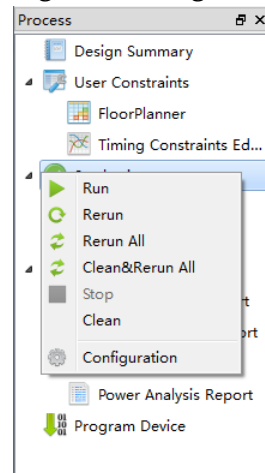 Process
Design Summary
User Constraints
FloorPlanner
Timing Constraints Ed...
Run
Rerun
Rerun All
Clean&Rerun All
Stop
Clean
Configuration
Power Analysis Report
Program Device